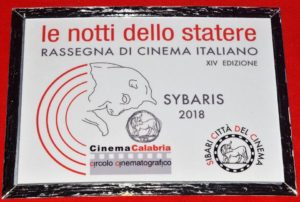 le notti dello statere
RASSEGNA DI CINEMA ITALIANO
XIV EDIZIONE
SYBARIS
2018
CinemaCalabria
circolo cinematografico
SIBARI CITTÀ DEL CINEMA